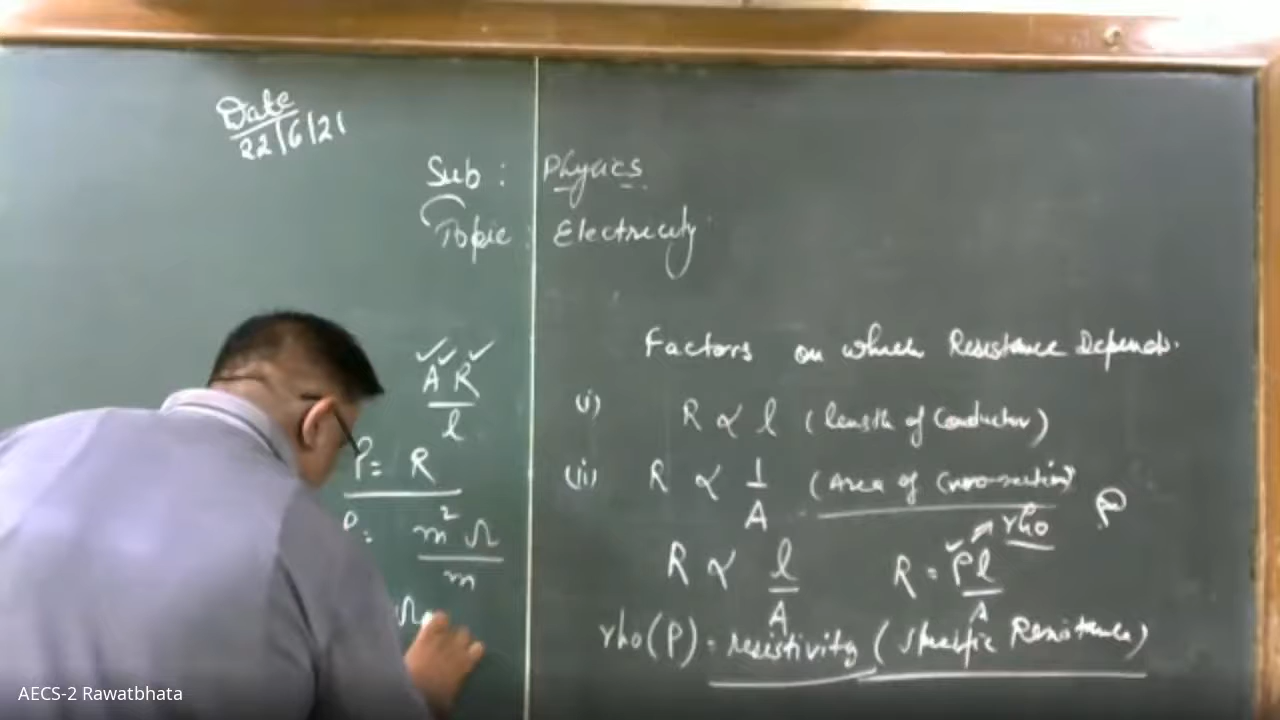 Date
22/6/21
Sub : Physics
Topic : Electricity
A R
l
ρ = R
ρ = m² Ω
m
Ω
Factors on which Resistance Depends.
(i) R ∝ l (length of Conductor)
(ii) R ∝ 1/A (Area of Cross-section)
R ∝ l/A R = ρl/A → rho ρ
rho(ρ) = resistivity (Specific Resistance)
AECS-2 Rawatbhata